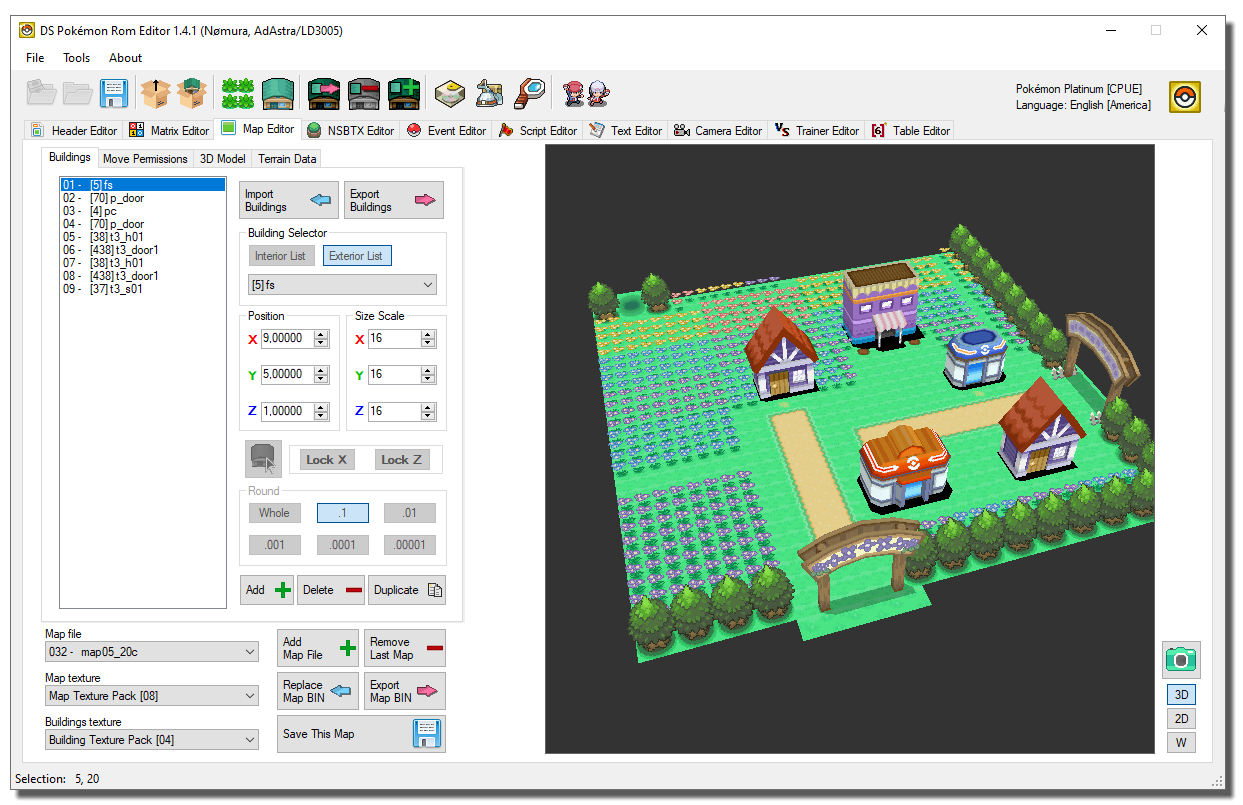 DS Pokémon Rom Editor 1.4.1 (Nømura, AdAstra/LD3005)
File Tools About
Pokémon Platinum [CPUE]
Language: English [America]
Header Editor Matrix Editor Map Editor NSBTX Editor Event Editor Script Editor Text Editor Camera Editor Trainer Editor Table Editor
Buildings Move Permissions 3D Model Terrain Data
01 - [5] fs
02 - [70] p_door
03 - [4] pc
04 - [70] p_door
05 - [38] t3_h01
06 - [438] t3_door1
07 - [38] t3_h01
08 - [438] t3_door1
09 - [37] t3_s01
Import
Buildings
Export
Buildings
Building Selector
Interior List Exterior List
[5] fs
Position
X 9,00000
Y 5,00000
Z 1,00000
Size Scale
X 16
Y 16
Z 16
Lock X Lock Z
Round
Whole .1 .01
.001 .0001 .00001
Add Delete Duplicate
Map file
032 - map05_20c
Map texture
Map Texture Pack [08]
Buildings texture
Building Texture Pack [04]
Add
Map File
Remove
Last Map
Replace
Map BIN
Export
Map BIN
Save This Map
3D
2D
W
Selection: 5, 20